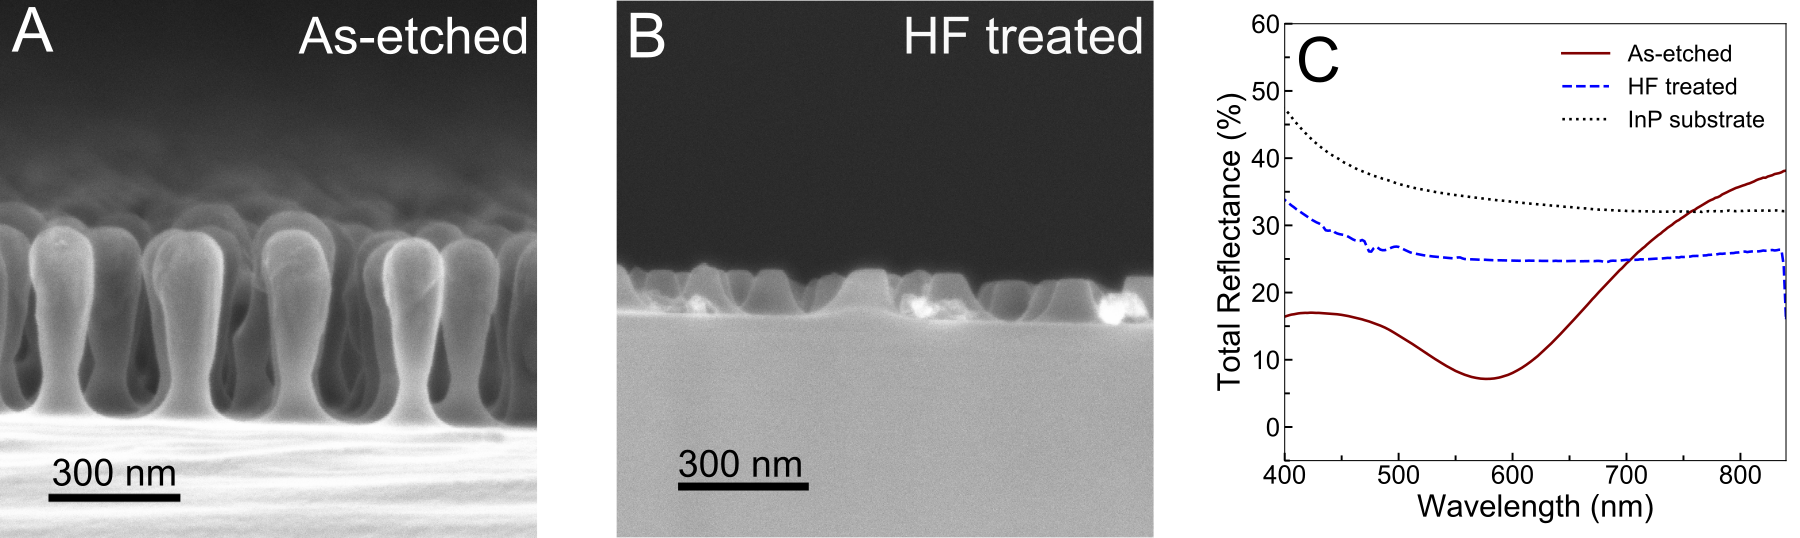 A
As-etched
300 nm
B
HF treated
300 nm
C
As-etched
HF treated
InP substrate
Total Reflectance (%)
60
50
40
30
20
10
0
400 500 600 700 800
Wavelength (nm)